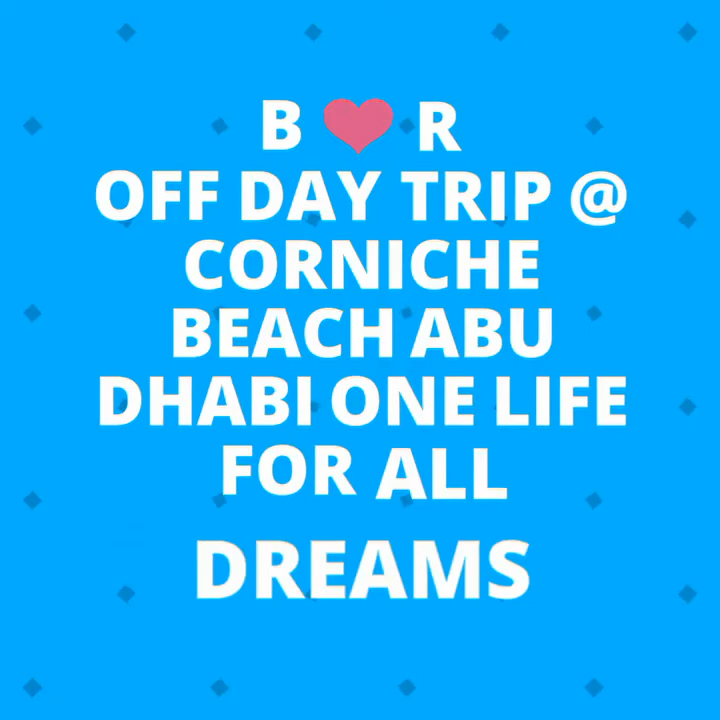 B ❤ R
OFF DAY TRIP @
CORNICHE
BEACH ABU
DHABI ONE LIFE
FOR ALL
DREAMS